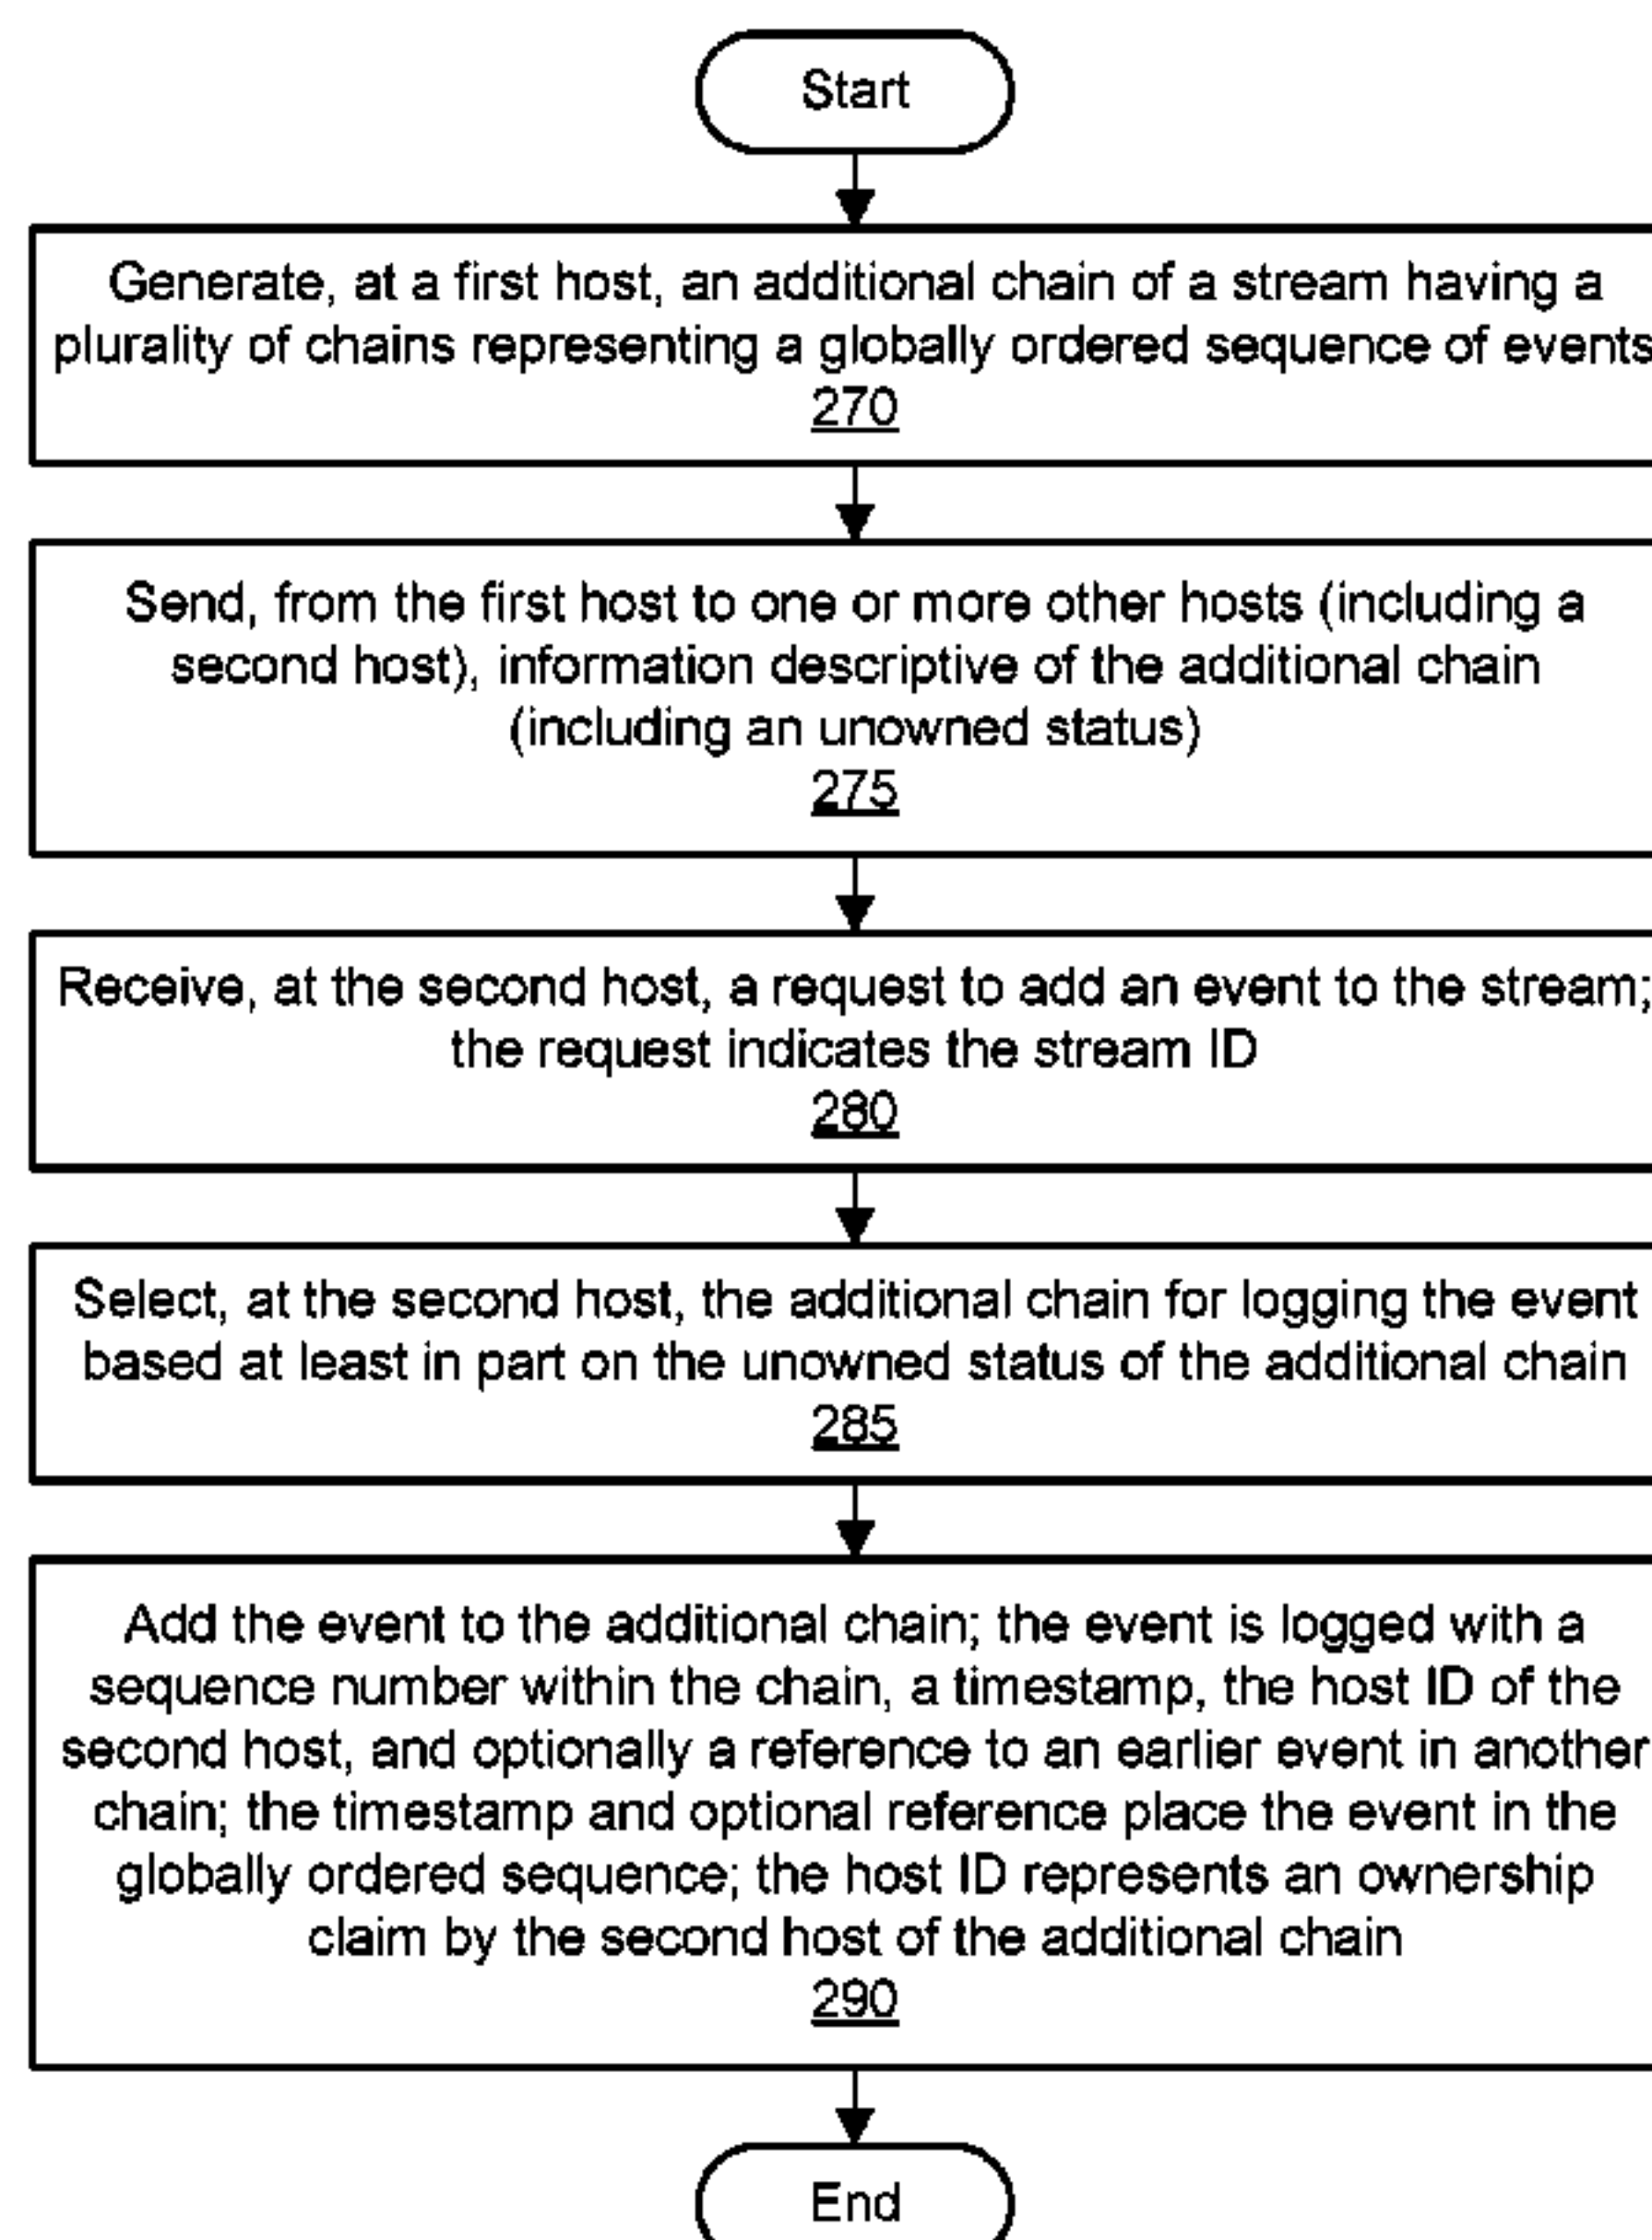 Start
Generate, at a first host, an additional chain of a stream having a
plurality of chains representing a globally ordered sequence of events
270
Send, from the first host to one or more other hosts (including a
second host), information descriptive of the additional chain
(including an unowned status)
275
Receive, at the second host, a request to add an event to the stream;
the request indicates the stream ID
280
Select, at the second host, the additional chain for logging the event
based at least in part on the unowned status of the additional chain
285
Add the event to the additional chain; the event is logged with a
sequence number within the chain, a timestamp, the host ID of the
second host, and optionally a reference to an earlier event in another
chain; the timestamp and optional reference place the event in the
globally ordered sequence; the host ID represents an ownership
claim by the second host of the additional chain
290
End